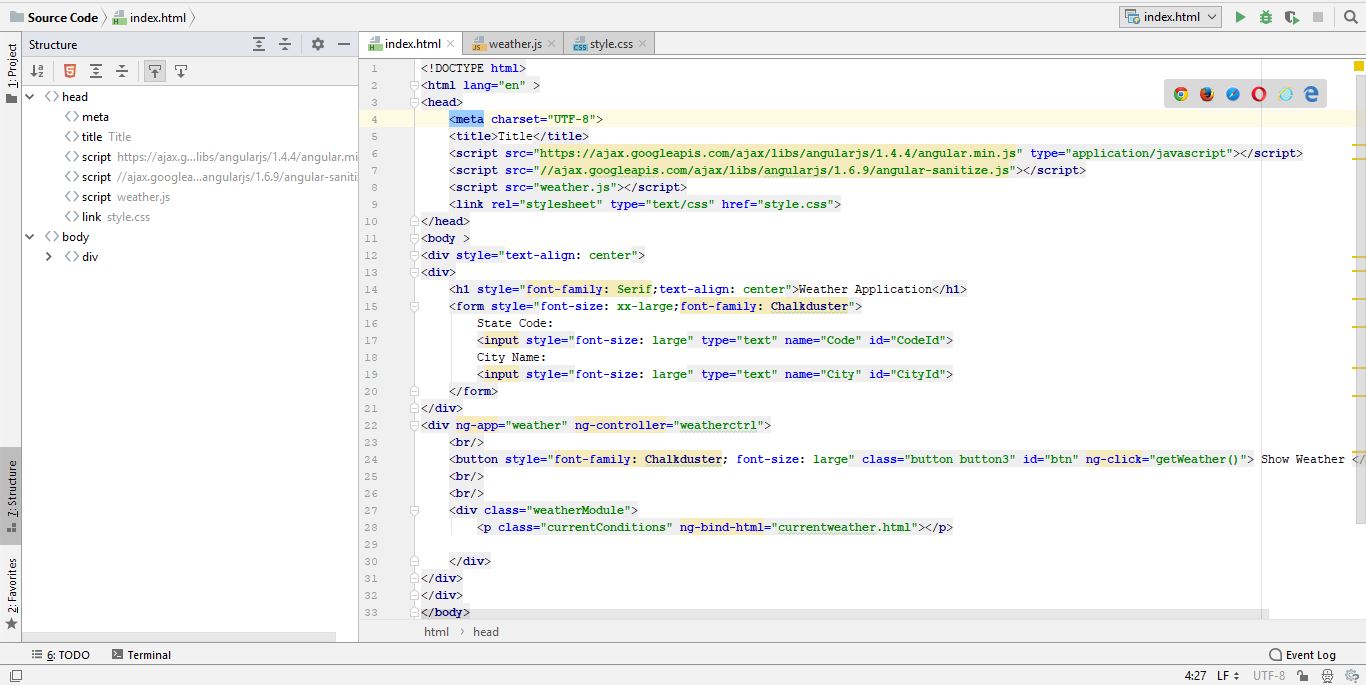 Source Code index.html
index.html
1: Project
Structure
index.html weather.js style.css
head
meta
title Title
script https://ajax.g...libs/angularjs/1.4.4/angular.mi
script //ajax.googlea...angularjs/1.6.9/angular-saniti
script weather.js
link style.css
body
div
7: Structure
2: Favorites
1 <!DOCTYPE html>
2 <html lang="en" >
3 <head>
4 <meta charset="UTF-8">
5 <title>Title</title>
6 <script src="https://ajax.googleapis.com/ajax/libs/angularjs/1.4.4/angular.min.js" type="application/javascript"></script>
7 <script src="//ajax.googleapis.com/ajax/libs/angularjs/1.6.9/angular-sanitize.js"></script>
8 <script src="weather.js"></script>
9 <link rel="stylesheet" type="text/css" href="style.css">
10 </head>
11 <body >
12 <div style="text-align: center">
13 <div>
14 <h1 style="font-family: Serif;text-align: center">Weather Application</h1>
15 <form style="font-size: xx-large;font-family: Chalkduster">
16 State Code:
17 <input style="font-size: large" type="text" name="Code" id="CodeId">
18 City Name:
19 <input style="font-size: large" type="text" name="City" id="CityId">
20 </form>
21 </div>
22 <div ng-app="weather" ng-controller="weatherctrl">
23 <br/>
24 <button style="font-family: Chalkduster; font-size: large" class="button button3" id="btn" ng-click="getWeather()"> Show Weather </
25 <br/>
26 <br/>
27 <div class="weatherModule">
28 <p class="currentConditions" ng-bind-html="currentweather.html"></p>
29
30 </div>
31 </div>
32 </div>
33 </body>
html head
6: TODO Terminal Event Log
4:27 LF UTF-8